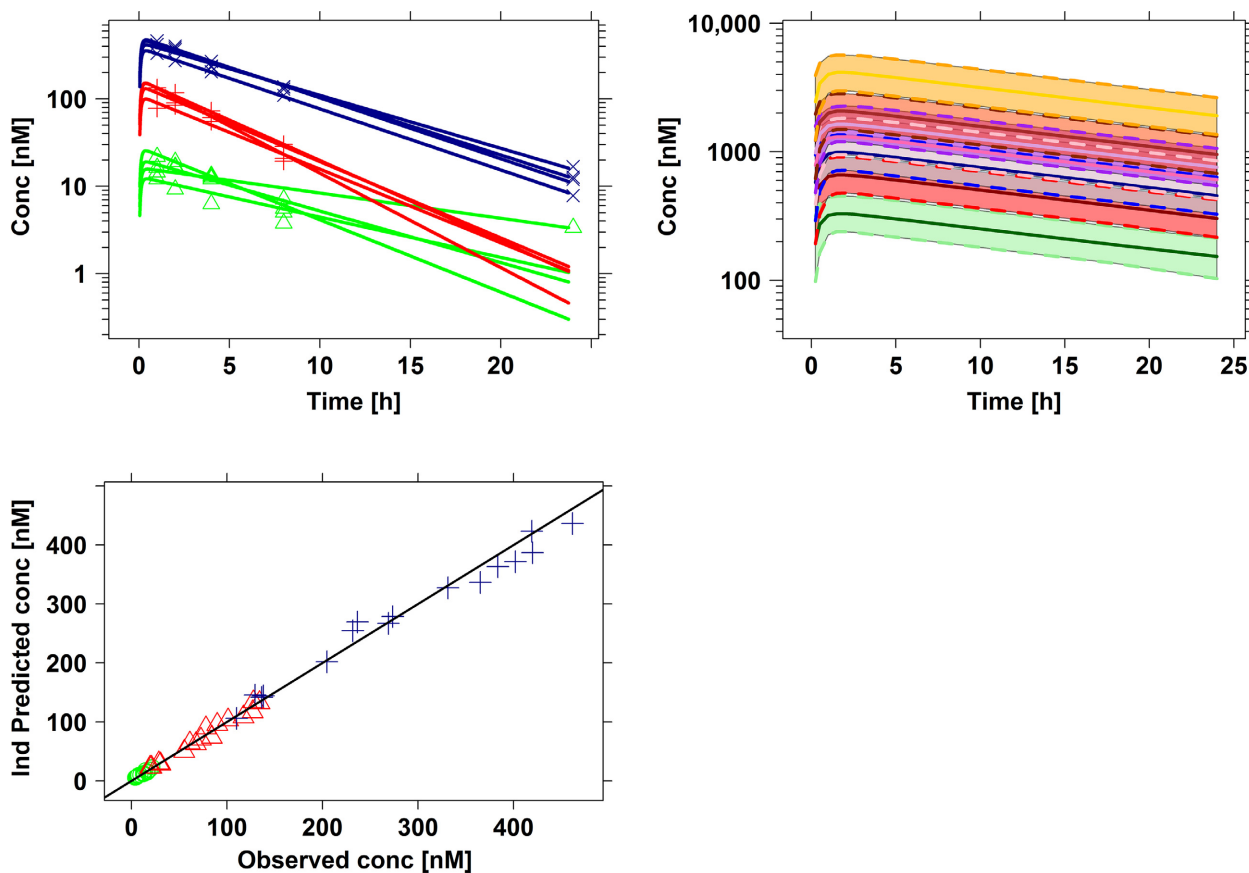 Conc [nM]
100
10
1
0 5 10 15 20
Time [h]
Conc [nM]
10,000
1000
100
0 5 10 15 20 25
Time [h]
Ind Predicted conc [nM]
400
300
200
100
0
0 100 200 300 400
Observed conc [nM]